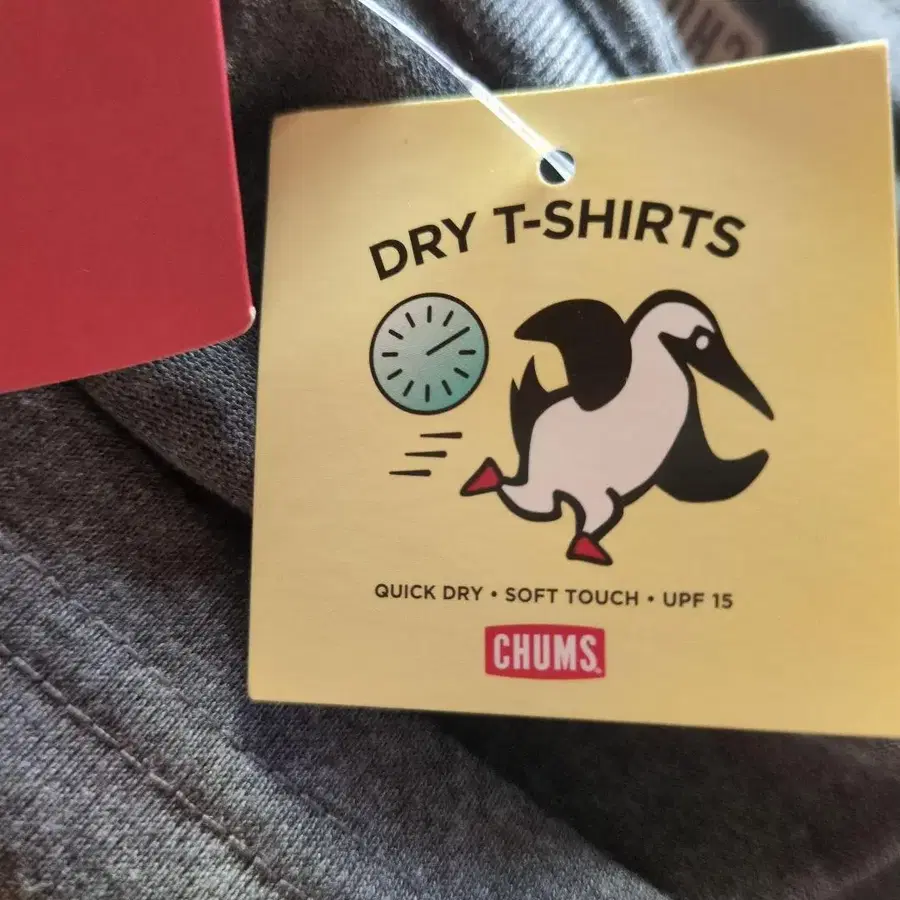 DRY T-SHIRTS
QUICK DRY • SOFT TOUCH • UPF 15
CHUMS